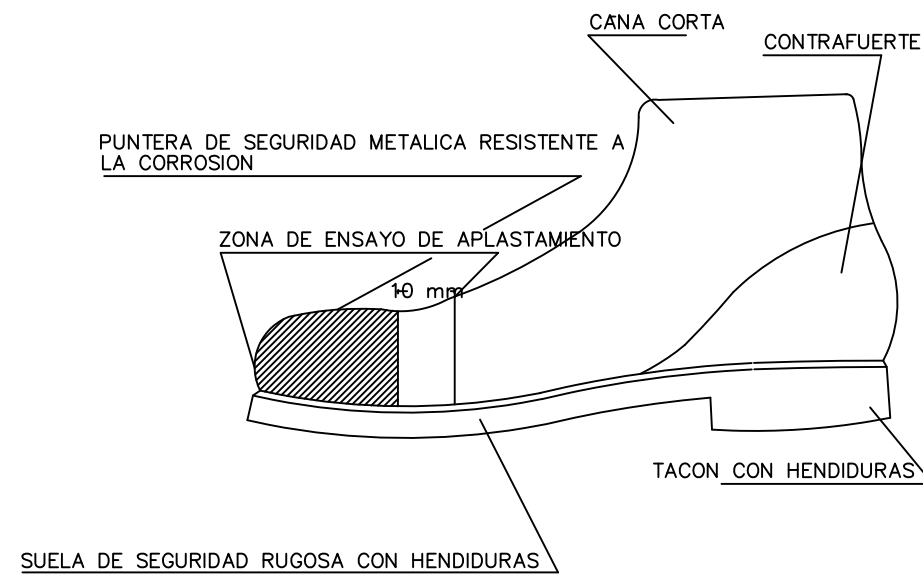 CAÑA CORTA
CONTRAFUERTE
PUNTERA DE SEGURIDAD METALICA RESISTENTE A
LA CORROSION
ZONA DE ENSAYO DE APLASTAMIENTO
10 mm
TACON CON HENDIDURAS
SUELA DE SEGURIDAD RUGOSA CON HENDIDURAS